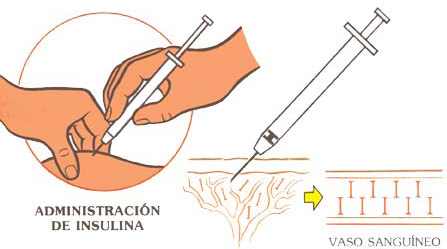 ADMINISTRACIÓN
DE INSULINA
I I I I
I I I I I
VASO SANGUÍNEO